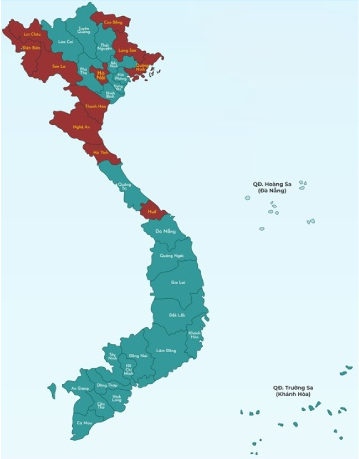 Cao Bằng
Tuyên
Quang
Lai Châu
Lào Cai
Thái
Nguyên
Điện Biên
Lạng Sơn
Bắc
Ninh
Sơn La
Phú
Thọ
Hà
Nội
Quảng
Ninh
Hải
Phòng
Hưng
Yên
Ninh
Bình
Thanh Hóa
Nghệ An
Hà Tĩnh
Quảng
Trị
Huế
QĐ. Hoàng Sa
(Đà Nẵng)
Đà Nẵng
Quảng Ngãi
Gia Lai
Đắk Lắk
Khánh
Hòa
Lâm Đồng
Tây
Ninh
Đồng Nai
Hồ
Chí
Minh
An Giang
Đồng Tháp
Vĩnh
Long
Cần
Thơ
Cà Mau
QĐ. Trường Sa
(Khánh Hòa)